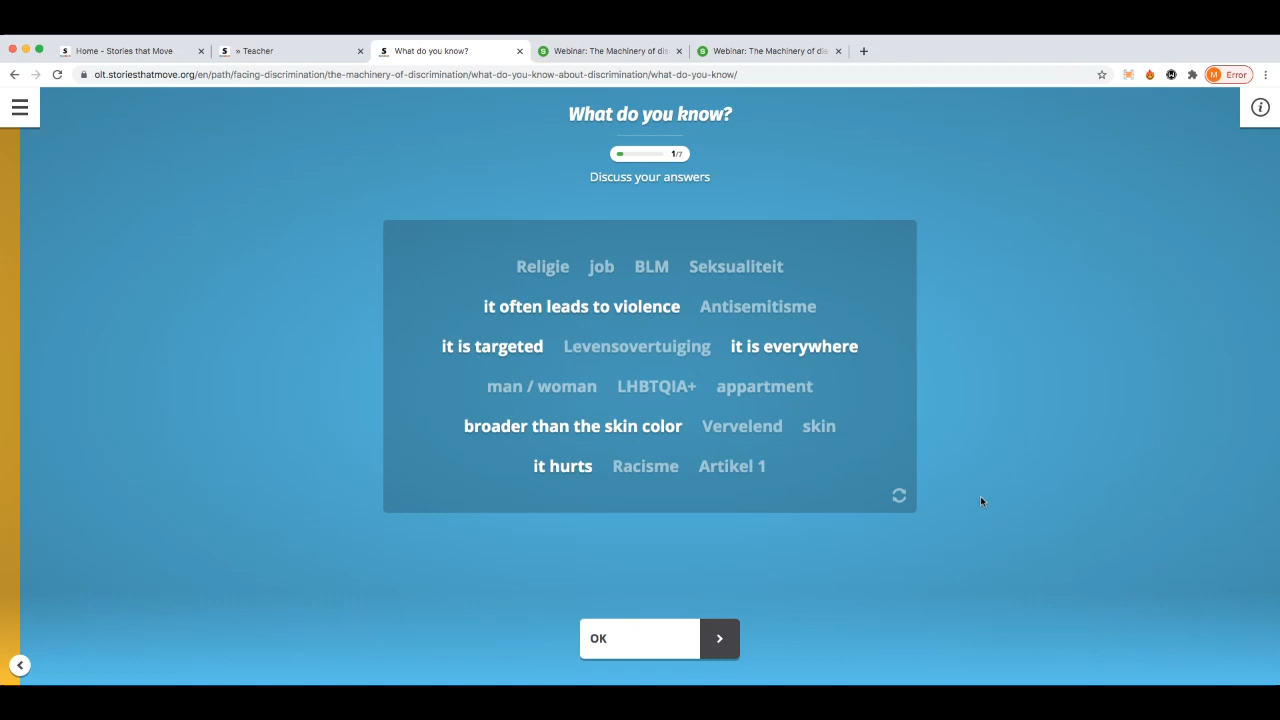 Home - Stories that Move
» Teacher
What do you know?
Webinar: The Machinery of dis
Webinar: The Machinery of dis
olt.storiesthatmove.org/en/path/facing-discrimination/the-machinery-of-discrimination/what-do-you-know-about-discrimination/what-do-you-know/
M Error
What do you know?
1/7
Discuss your answers
Religie job BLM Seksualiteit
it often leads to violence Antisemitisme
it is targeted Levensovertuiging it is everywhere
man / woman LHBTQIA+ appartment
broader than the skin color Vervelend skin
it hurts Racisme Artikel 1
OK